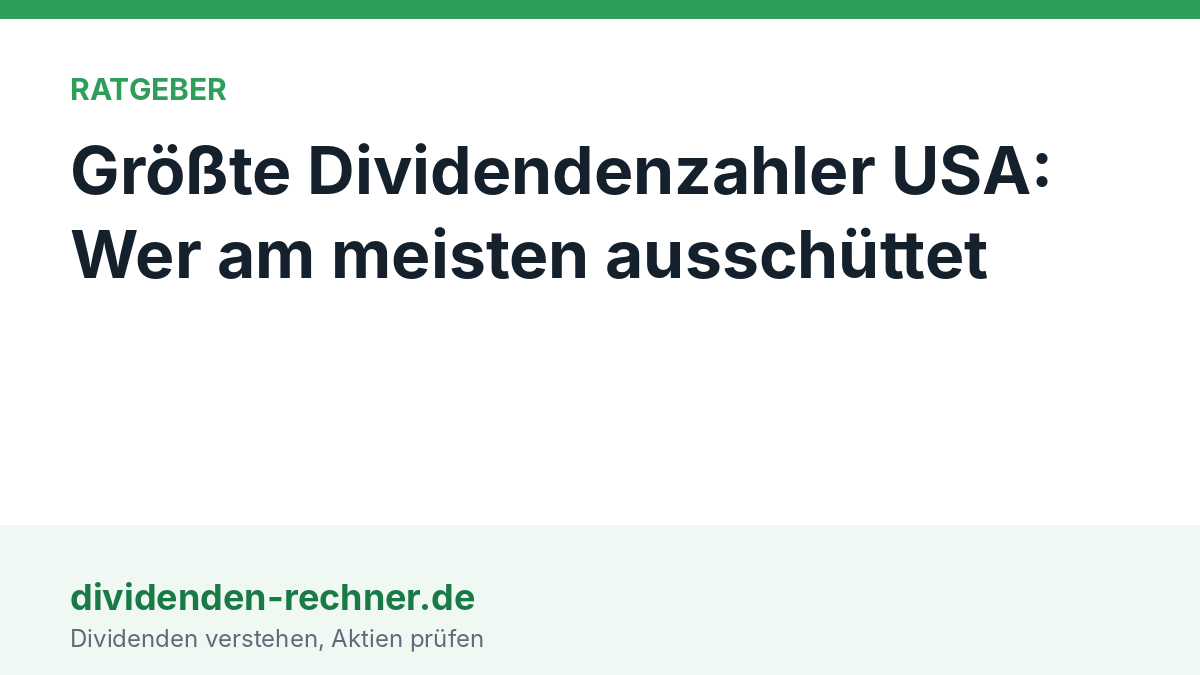 RATGEBER
Größte Dividendenzahler USA:
Wer am meisten ausschüttet
dividenden-rechner.de
Dividenden verstehen, Aktien prüfen